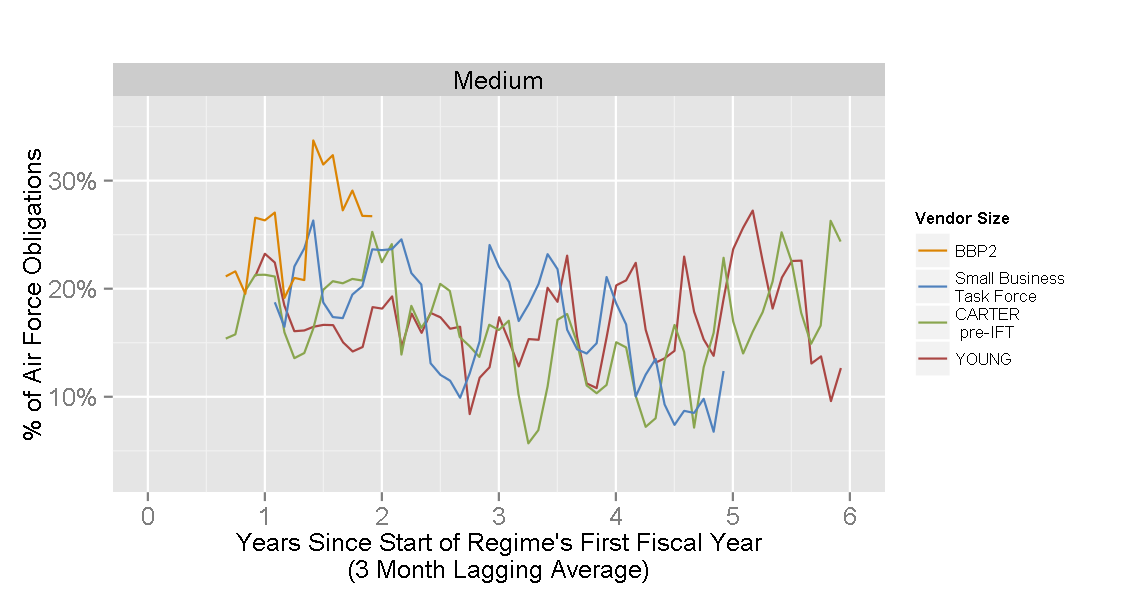 Medium
% of Air Force Obligations
30%
20%
10%
0 1 2 3 4 5 6
Years Since Start of Regime's First Fiscal Year
(3 Month Lagging Average)
Vendor Size
BBP2
Small Business
Task Force
CARTER
pre-IFT
YOUNG